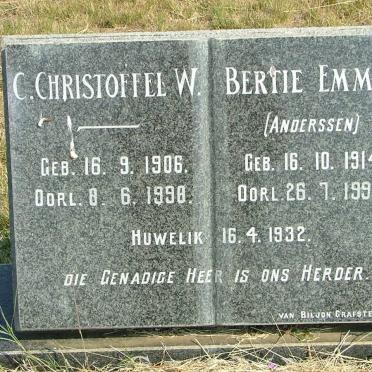 C. CHRISTOFFEL W.
GEB. 16. 9. 1906.
OORL. 8. 6. 1998.
BERTIE EMM
(ANDERSSEN)
GEB. 16. 10. 1914
OORL. 26. 7. 199
HUWELIK 16. 4. 1932.
DIE GENADIGE HEER IS ONS HERDER.
VAN BILJON GRAFSTE